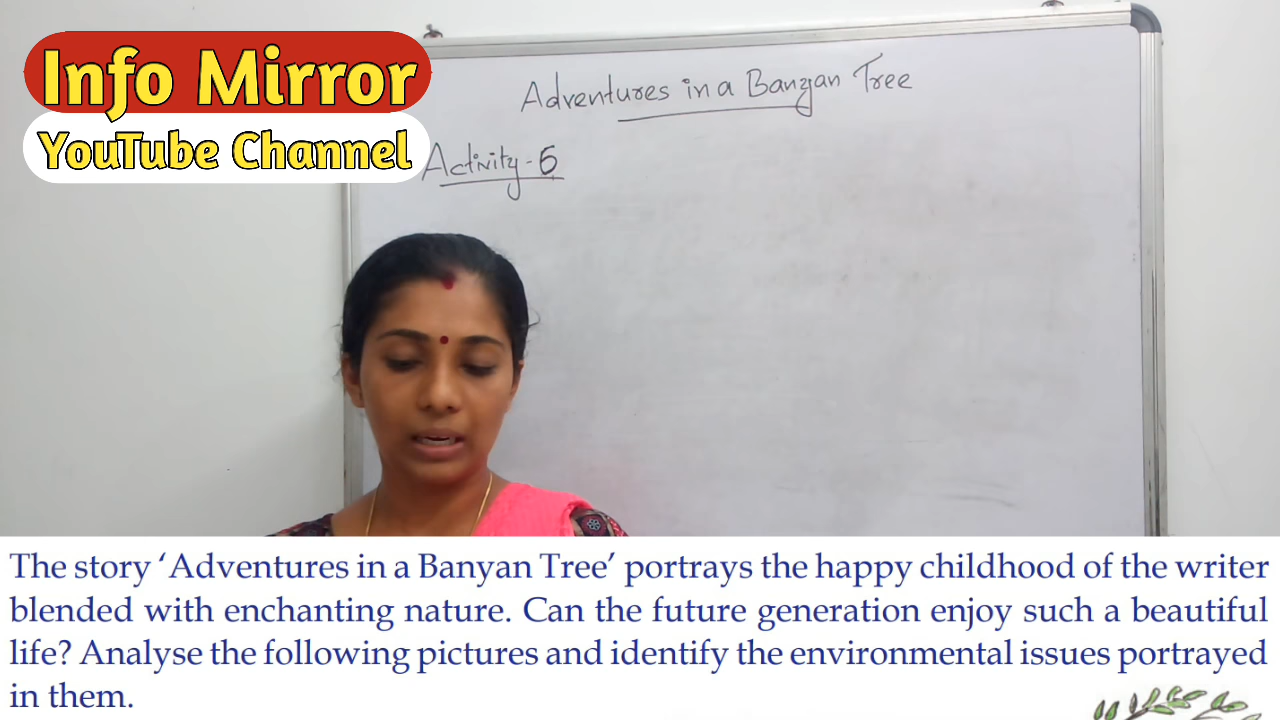 Info Mirror
YouTube Channel
Adventures in a Banyan Tree
Activity-6
The story ‘Adventures in a Banyan Tree’ portrays the happy childhood of the writer
blended with enchanting nature. Can the future generation enjoy such a beautiful
life? Analyse the following pictures and identify the environmental issues portrayed
in them.